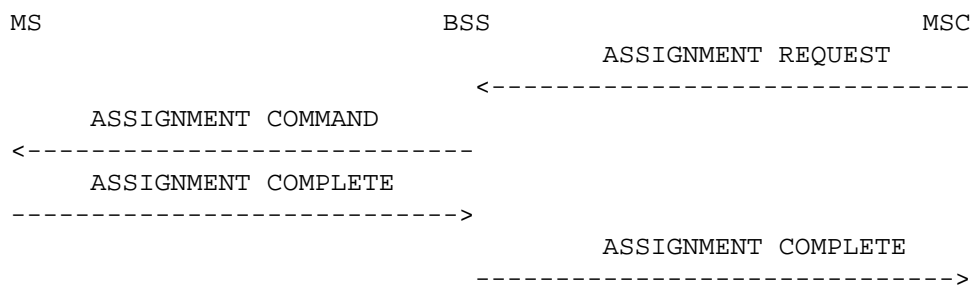 MS BSS MSC
ASSIGNMENT REQUEST
<------------------------------
ASSIGNMENT COMMAND
<----------------------------
ASSIGNMENT COMPLETE
---------------------------->
ASSIGNMENT COMPLETE
------------------------------>